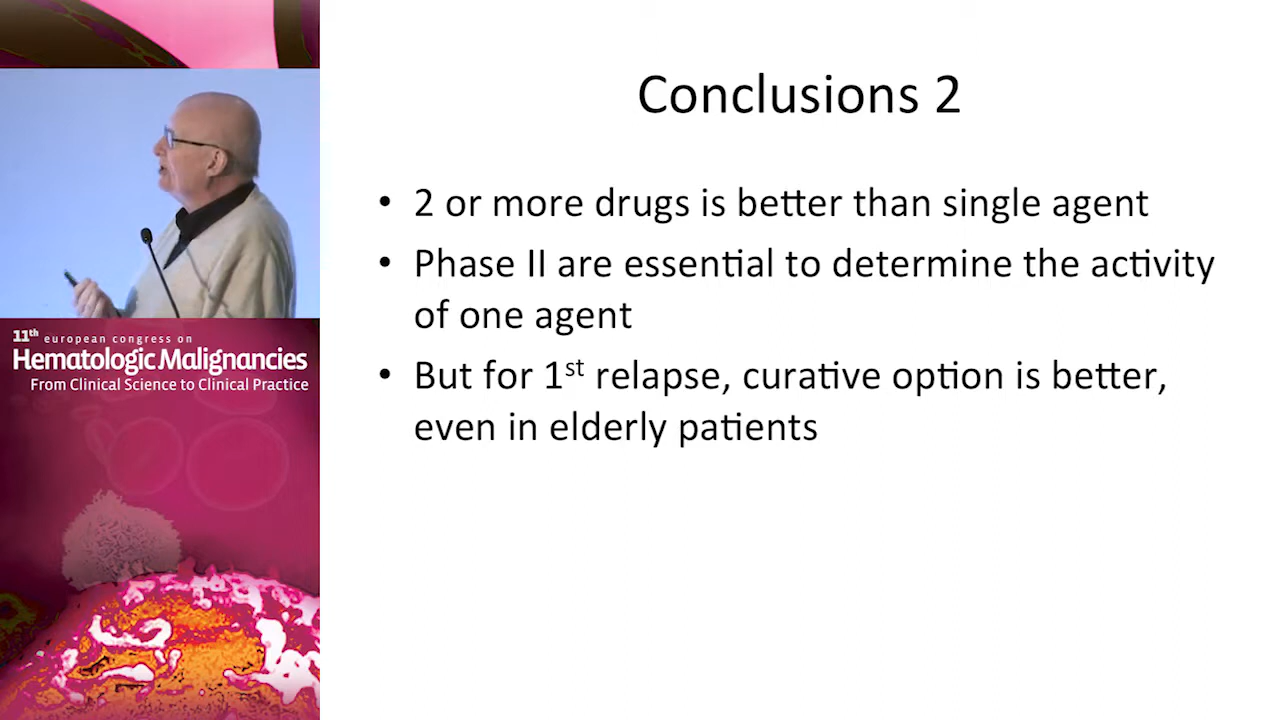 Conclusions 2
• 2 or more drugs is better than single agent
• Phase II are essential to determine the activity
of one agent
• But for 1st relapse, curative option is better,
even in elderly patients
11th european congress on
Hematologic Malignancies
From Clinical Science to Clinical Practice